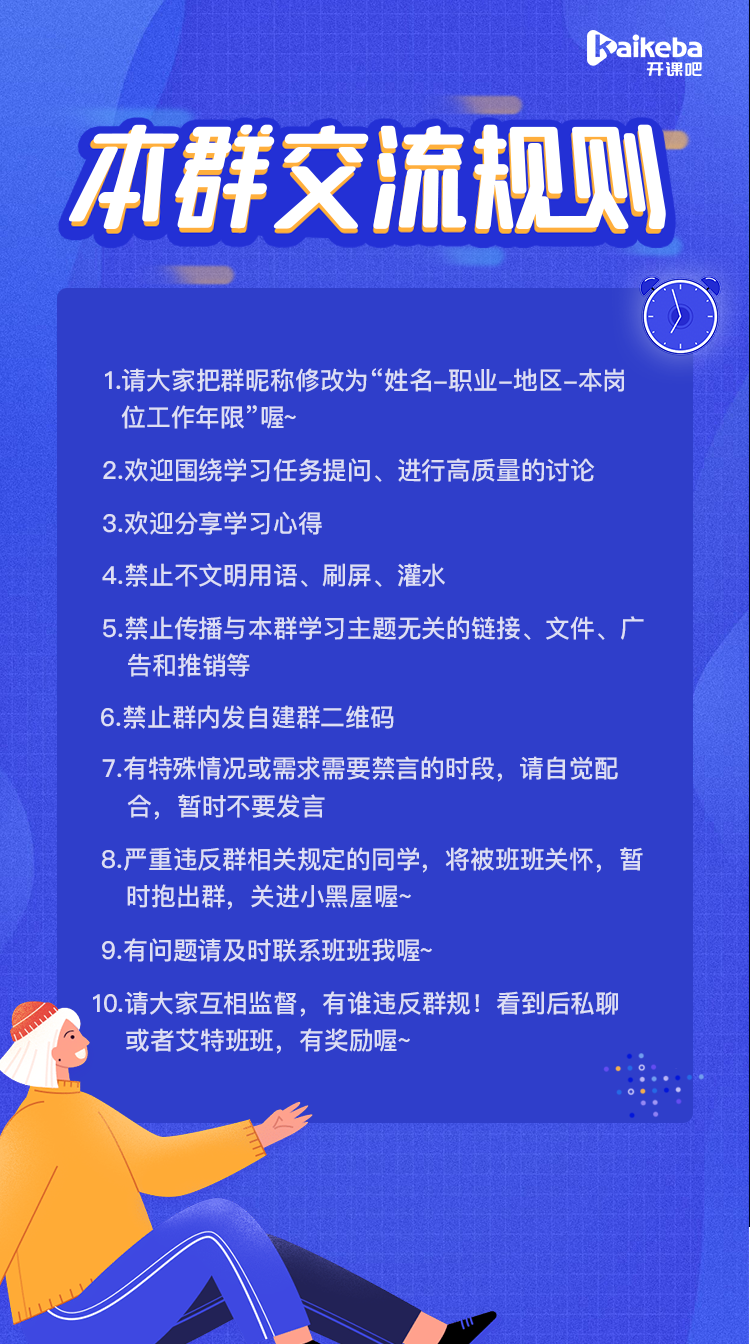 kaikeba
开课吧
本群交流规则
1.请大家把群昵称修改为“姓名–职业–地区–本岗
位工作年限”喔~
2.欢迎围绕学习任务提问、进行高质量的讨论
3.欢迎分享学习心得
4.禁止不文明用语、刷屏、灌水
5.禁止传播与本群学习主题无关的链接、文件、广
告和推销等
6.禁止群内发自建群二维码
7.有特殊情况或需求需要禁言的时段，请自觉配
合，暂时不要发言
8.严重违反群相关规定的同学，将被班班关怀，暂
时抱出群，关进小黑屋喔~
9.有问题请及时联系班班我喔~
10.请大家互相监督，有谁违反群规！看到后私聊
或者艾特班班，有奖励喔~